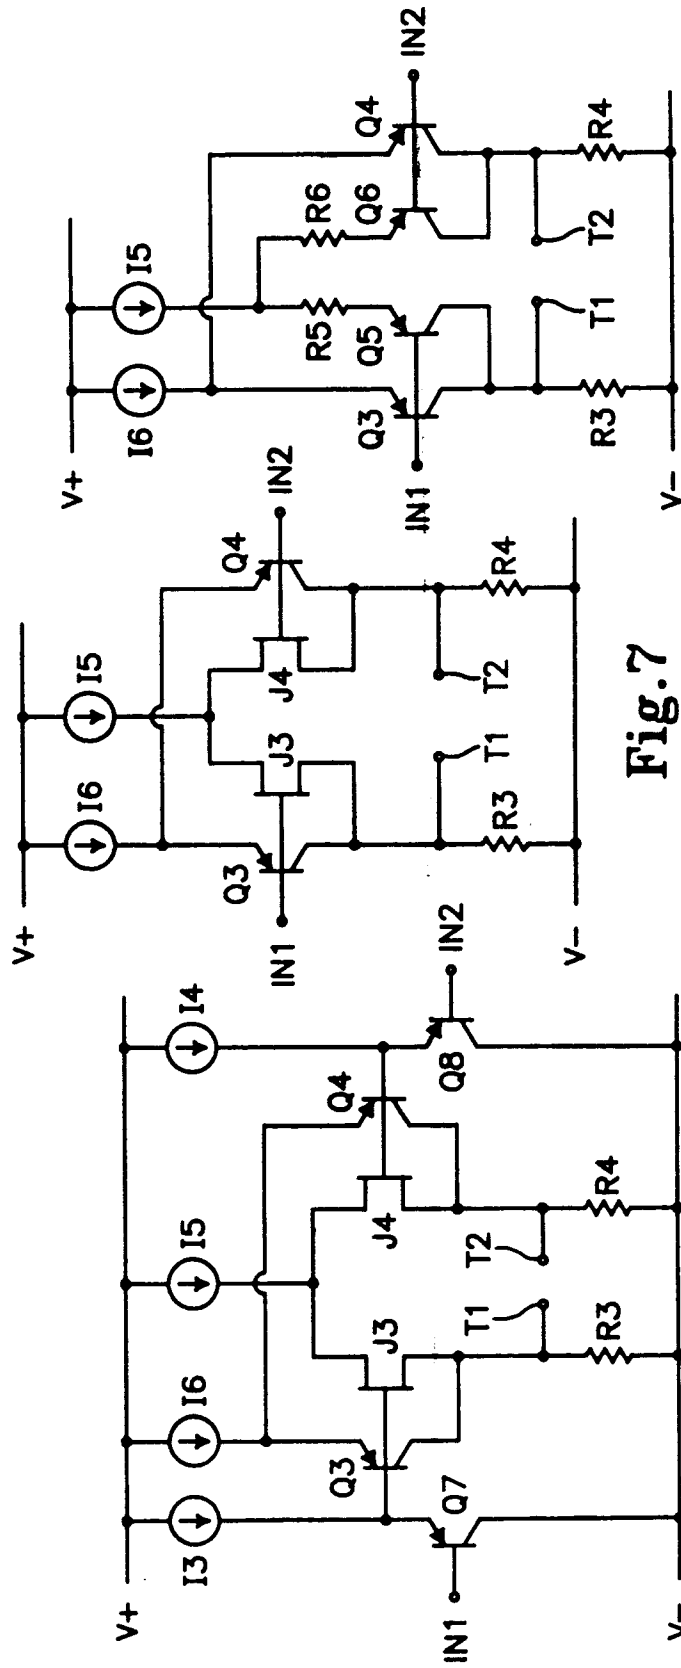 V+
I3
I6
I5
I4
Q3
J3
J4
Q4
Q7
Q8
IN1
IN2
T1
T2
R3
R4
V-
V+
I6
I5
Q3
J3
J4
Q4
IN1
IN2
T1
T2
R3
R4
V-
Fig.7
V+
I6
I5
R5
R6
Q3
Q5
Q6
Q4
IN1
IN2
T1
T2
R3
R4
V-